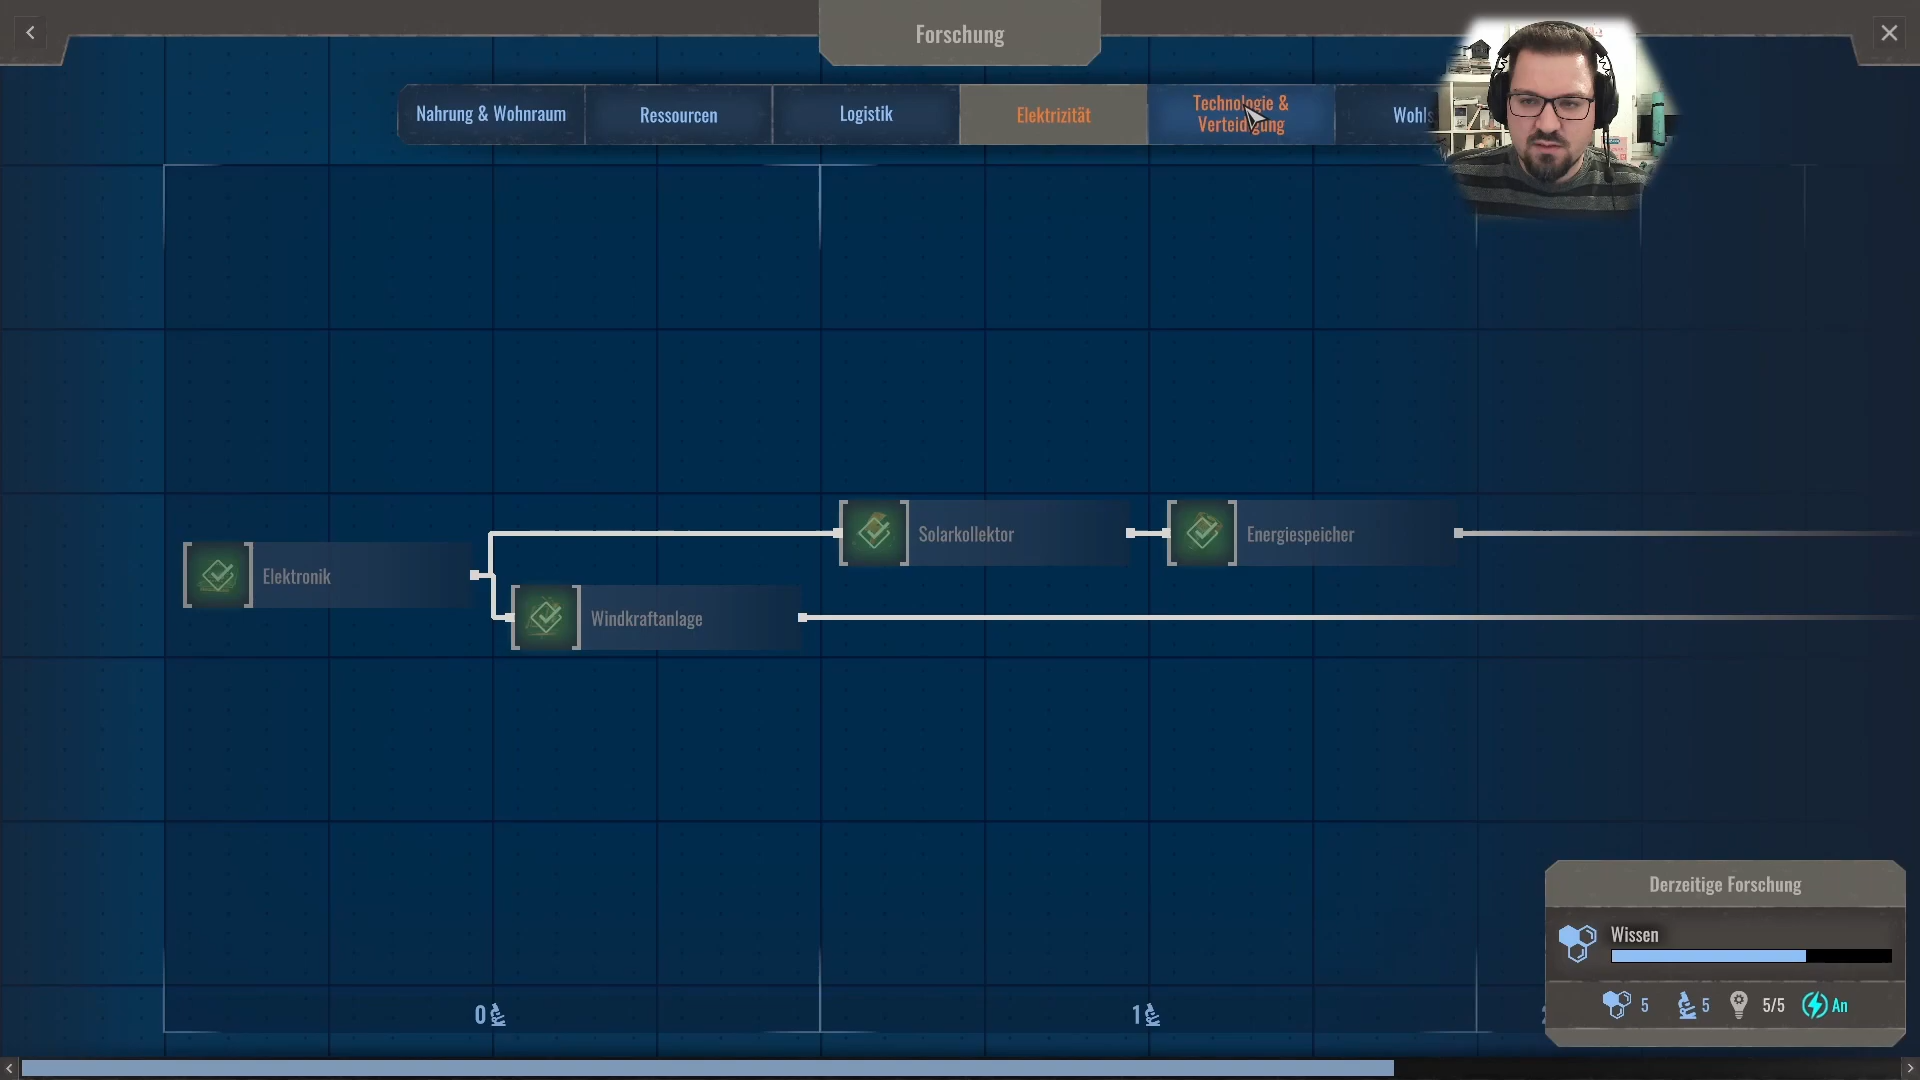 Forschung
Nahrung & Wohnraum
Ressourcen
Logistik
Elektrizität
Technologie &
Verteidigung
Wohls
Solarkollektor
Energiespeicher
Elektronik
Windkraftanlage
Derzeitige Forschung
Wissen
5
5
5/5
An
0
1